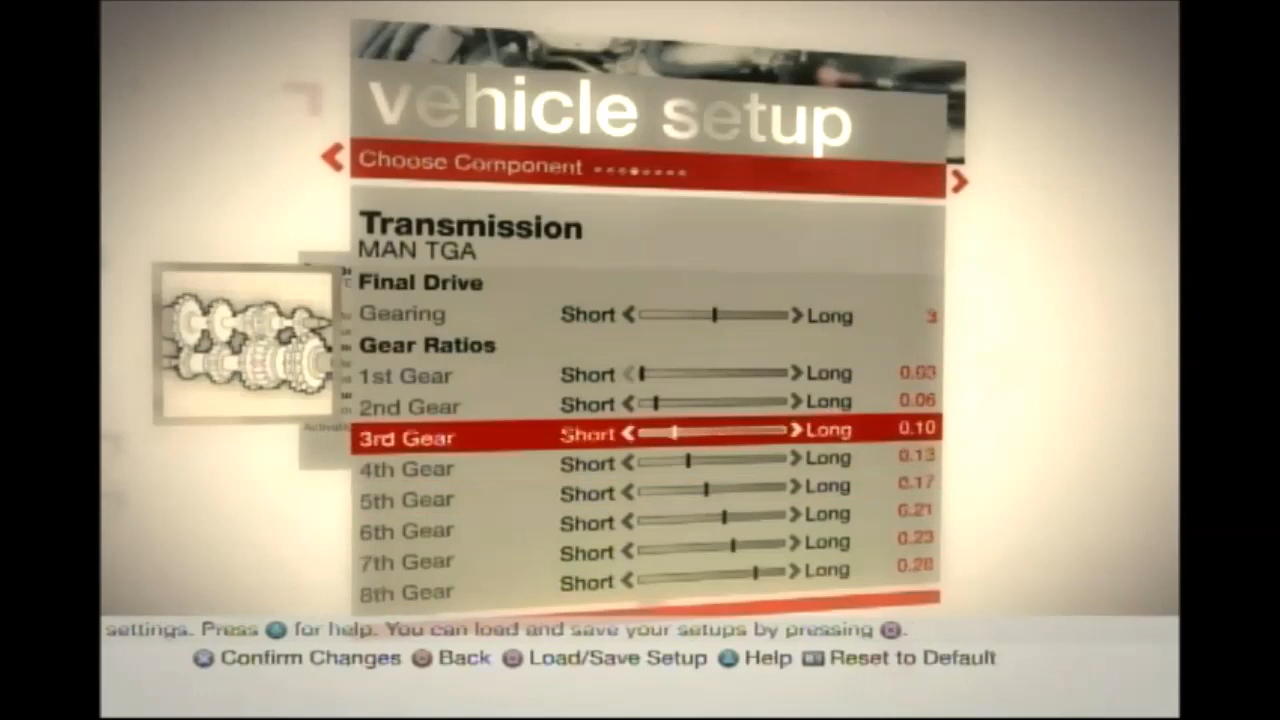 vehicle setup
Choose Component
Transmission
MAN TGA
Final Drive
Gearing Short Long 3
Gear Ratios
1st Gear Short Long 0.03
2nd Gear Short Long 0.06
3rd Gear Short Long 0.10
4th Gear Short Long 0.13
5th Gear Short Long 0.17
6th Gear Short Long 0.21
7th Gear Short Long 0.23
8th Gear Short Long 0.28
settings. Press for help. You can load and save your setups by pressing .
Confirm Changes Back Load/Save Setup Help Reset to Default